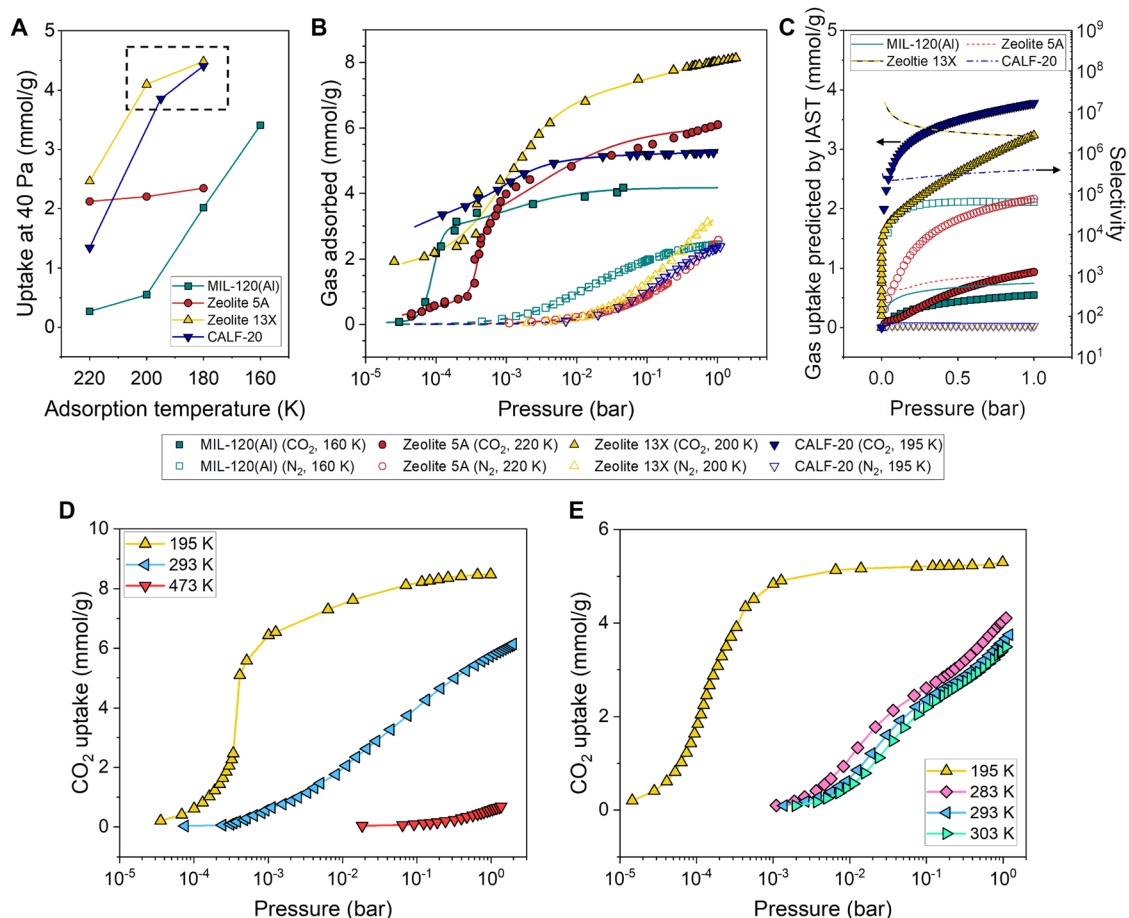 A
Uptake at 40 Pa (mmol/g)
5
4
3
2
1
0
MIL-120(Al)
Zeolite 5A
Zeolite 13X
CALF-20
220 200 180 160
Adsorption temperature (K)
B
Gas adsorbed (mmol/g)
8
6
4
2
0
10-5 10-4 10-3 10-2 10-1 100
Pressure (bar)
C
Gas uptake predicted by IAST (mmol/g)
5
4
3
2
1
0
MIL-120(Al) Zeolite 5A
Zeoltie 13X CALF-20
109
108
107
106
105
104
103
102
101
Selectivity
0.0 0.5 1.0
Pressure (bar)
MIL-120(Al) (CO2, 160 K) Zeolite 5A (CO2, 220 K) Zeolite 13X (CO2, 200 K) CALF-20 (CO2, 195 K)
MIL-120(Al) (N2, 160 K) Zeolite 5A (N2, 220 K) Zeolite 13X (N2, 200 K) CALF-20 (N2, 195 K)
D
CO2 uptake (mmol/g)
10
8
6
4
2
0
195 K
293 K
473 K
10-5 10-4 10-3 10-2 10-1 100
Pressure (bar)
E
CO2 uptake (mmol/g)
6
4
2
0
195 K
283 K
293 K
303 K
10-5 10-4 10-3 10-2 10-1 100
Pressure (bar)